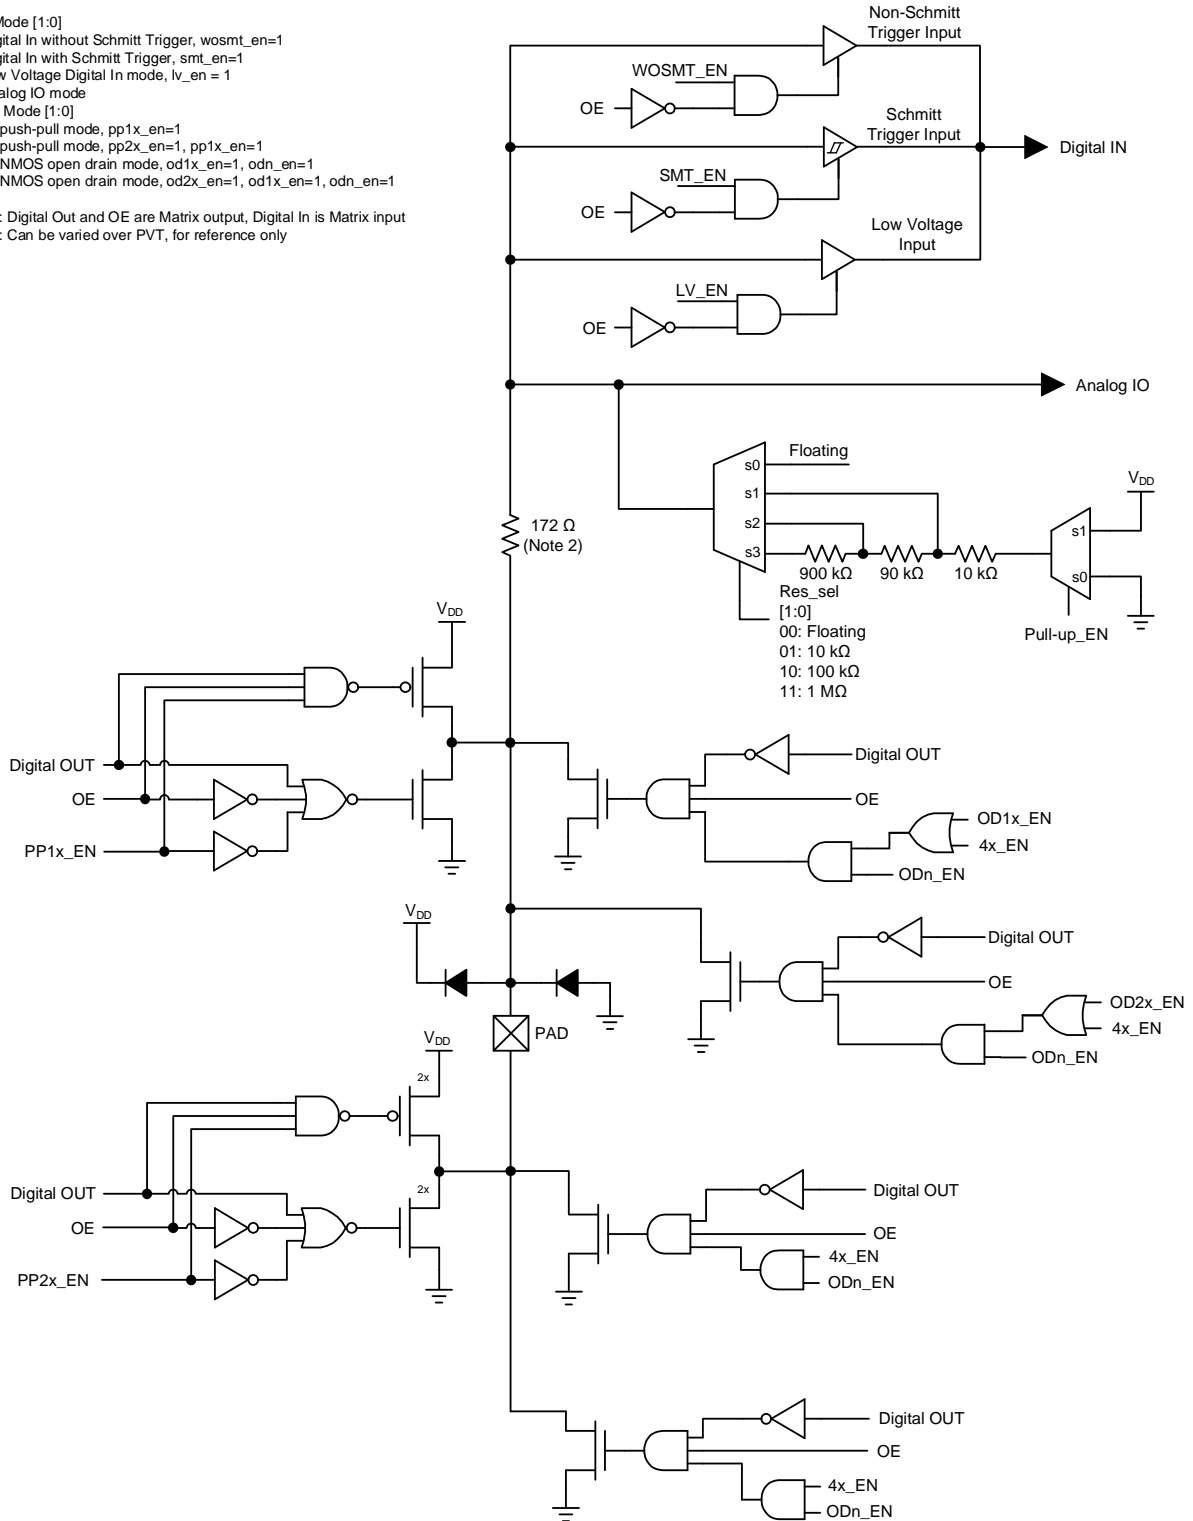 Mode [1:0]
gital In without Schmitt Trigger, wosmt_en=1
gital In with Schmitt Trigger, smt_en=1
w Voltage Digital In mode, lv_en = 1
alog IO mode
Mode [1:0]
push-pull mode, pp1x_en=1
push-pull mode, pp2x_en=1, pp1x_en=1
NMOS open drain mode, od1x_en=1, odn_en=1
NMOS open drain mode, od2x_en=1, od1x_en=1, odn_en=1
: Digital Out and OE are Matrix output, Digital In is Matrix input
: Can be varied over PVT, for reference only
Non-Schmitt
Trigger Input
WOSMT_EN
OE
Schmitt
Trigger Input
Digital IN
SMT_EN
OE
Low Voltage
Input
LV_EN
OE
Analog IO
Floating
s0
s1
s2
s3
900 kΩ
90 kΩ
10 kΩ
VDD
s1
s0
Pull-up_EN
172 Ω
(Note 2)
Res_sel
[1:0]
00: Floating
01: 10 kΩ
10: 100 kΩ
11: 1 MΩ
VDD
Digital OUT
OE
PP1x_EN
Digital OUT
OE
OD1x_EN
4x_EN
ODn_EN
VDD
PAD
Digital OUT
OE
OD2x_EN
4x_EN
ODn_EN
VDD
2x
2x
Digital OUT
OE
PP2x_EN
Digital OUT
OE
4x_EN
ODn_EN
Digital OUT
OE
4x_EN
ODn_EN